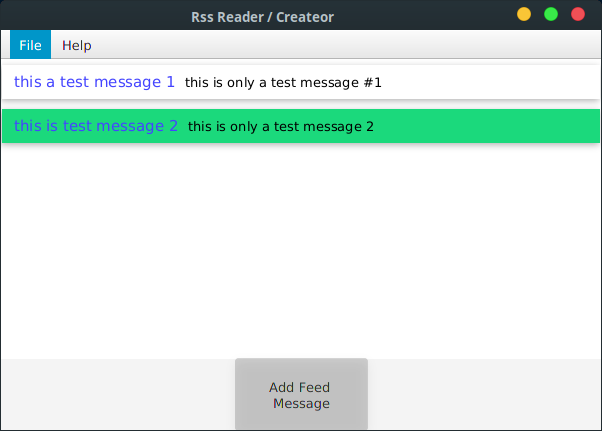 Rss Reader / Createor
File Help
this a test message 1 this is only a test message #1
this is test message 2 this is only a test message 2
Add Feed
Message